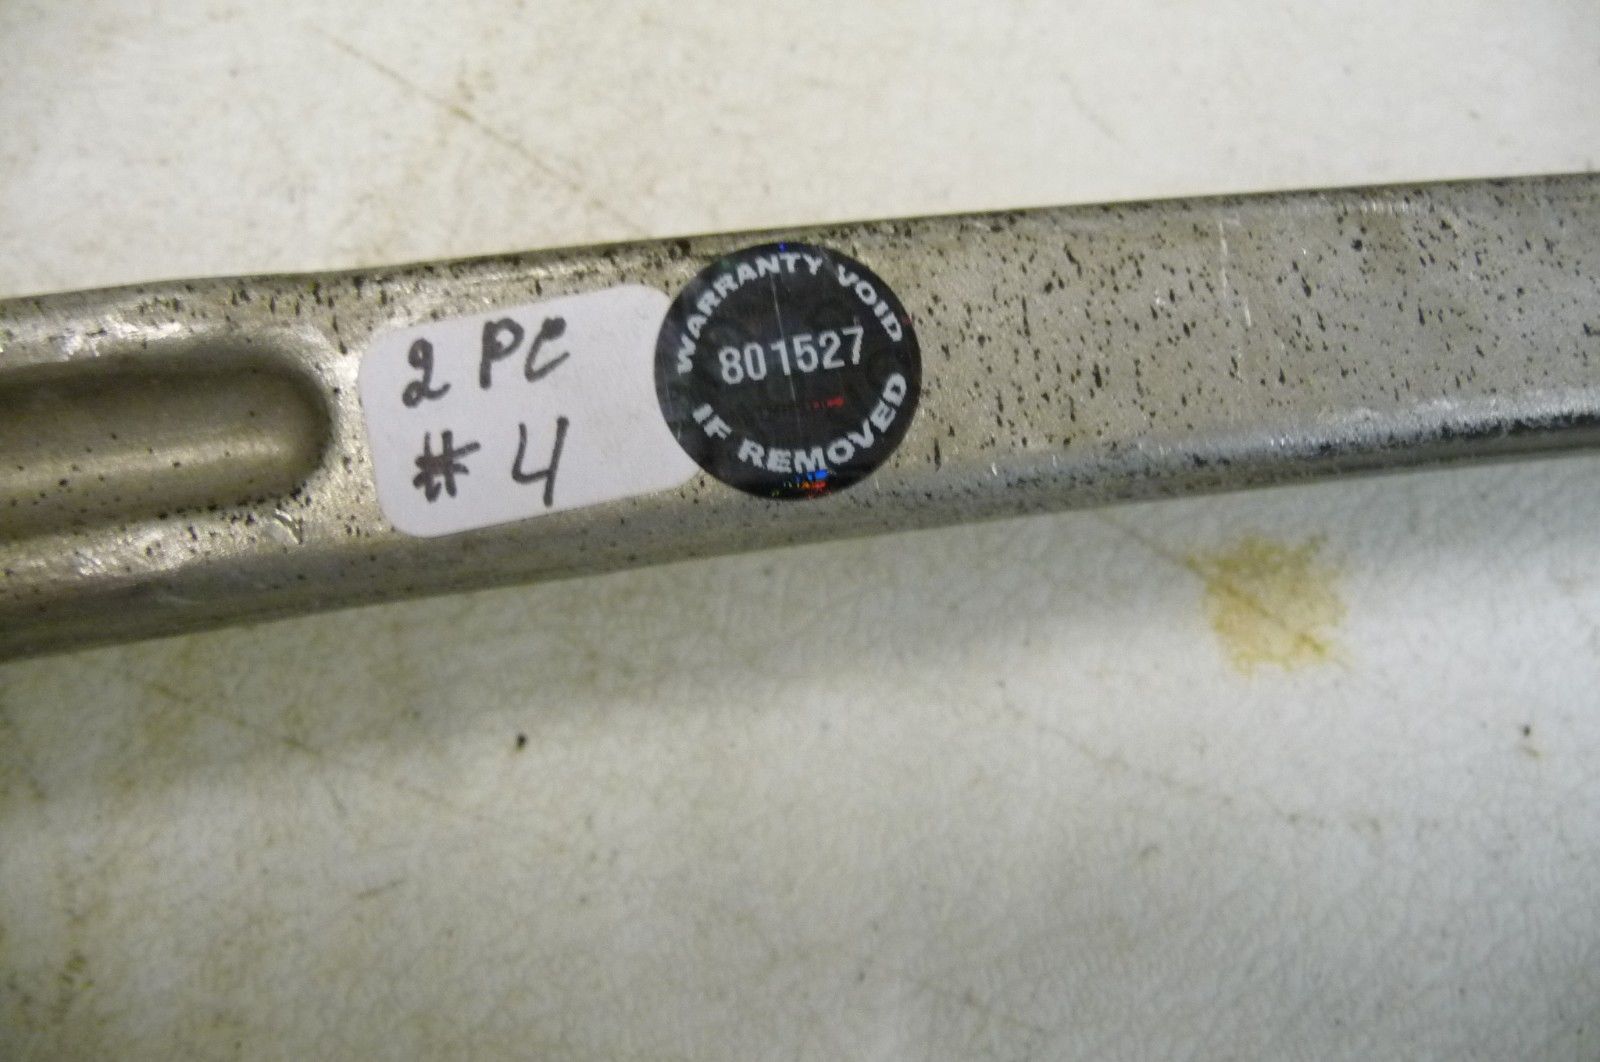 2 PC
# 4
WARRANTY VOID
801527
IF REMOVED